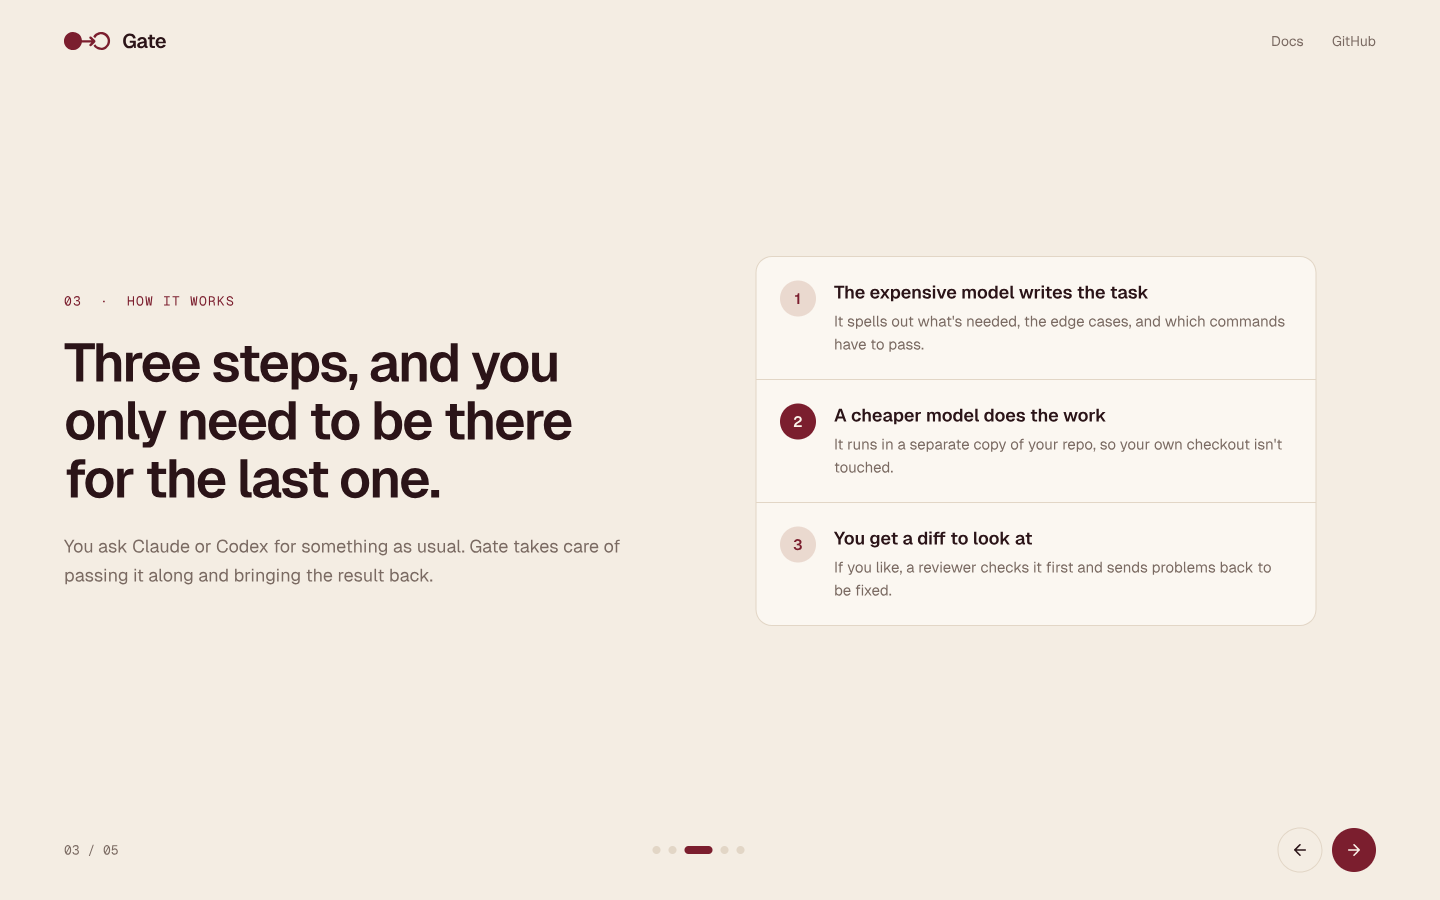 Gate
Docs
GitHub
03 · HOW IT WORKS
Three steps, and you
only need to be there
for the last one.
You ask Claude or Codex for something as usual. Gate takes care of
passing it along and bringing the result back.
1
The expensive model writes the task
It spells out what's needed, the edge cases, and which commands
have to pass.
2
A cheaper model does the work
It runs in a separate copy of your repo, so your own checkout isn't
touched.
3
You get a diff to look at
If you like, a reviewer checks it first and sends problems back to
be fixed.
03 / 05